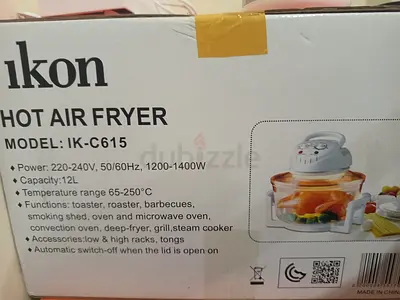 ikon
HOT AIR FRYER
MODEL: IK-C615
• Power: 220-240V, 50/60Hz, 1200-1400W
• Capacity:12L
• Temperature range 65-250°C
• Functions: toaster, roaster, barbecues,
smoking shed, oven and microwave oven,
convection oven, deep-fryer, grill,steam cooker
• Accessories:low & high racks, tongs
• Automatic switch-off when the lid is open on
dubizzle
MADE IN CHINA